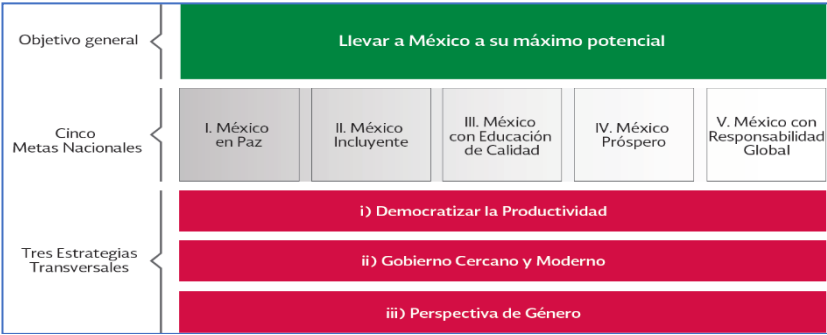 Objetivo general
Llevar a México a su máximo potencial
Cinco
Metas Nacionales
I. México
en Paz
II. México
Incluyente
III. México
con Educación
de Calidad
IV. México
Próspero
V. México con
Responsabilidad
Global
Tres Estrategias
Transversales
i) Democratizar la Productividad
ii) Gobierno Cercano y Moderno
iii) Perspectiva de Género